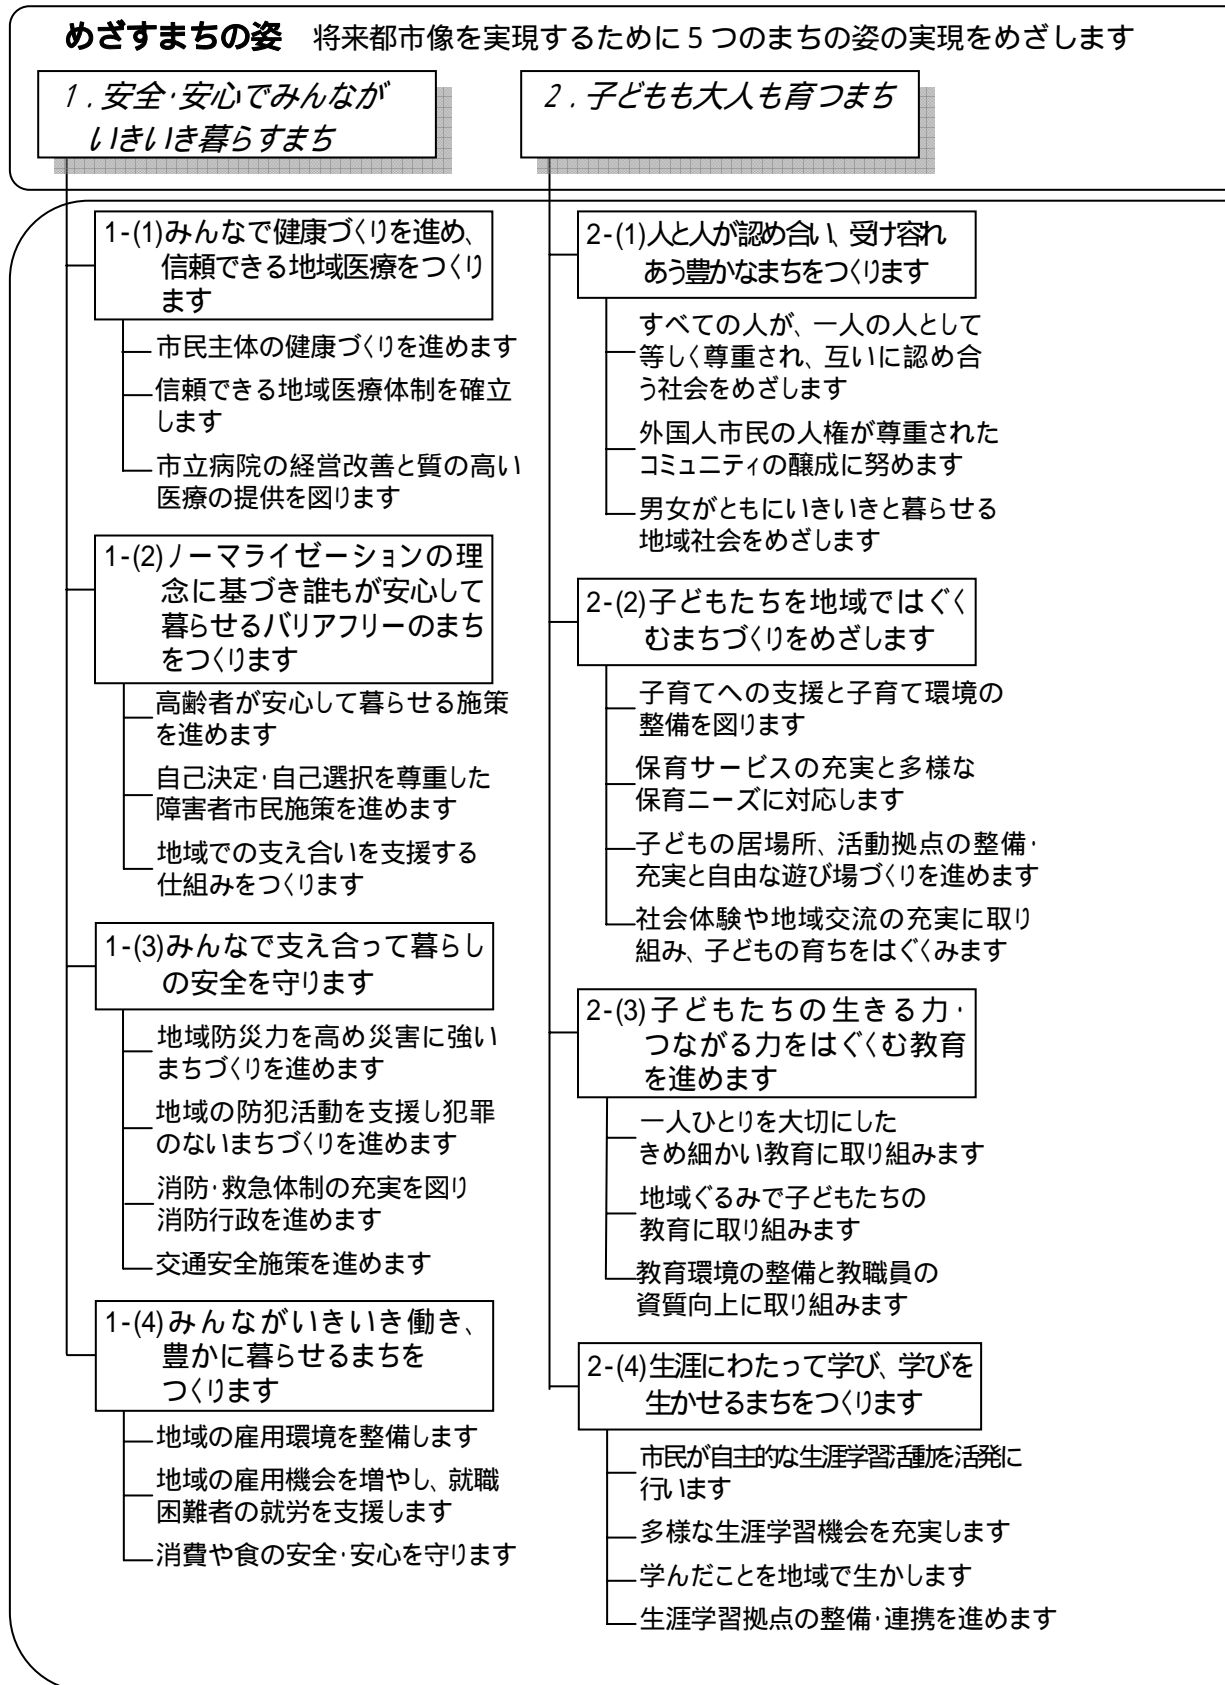 めざすまちの姿 将来都市像を実現するために5つのまちの姿の実現をめざします
1.安全・安心でみんなが
いきいき暮らすまち
1-(1)みんなで健康づくりを進め、
信頼できる地域医療をつくり
ます
市民主体の健康づくりを進めます
信頼できる地域医療体制を確立
します
市立病院の経営改善と質の高い
医療の提供を図ります
1-(2)ノーマライゼーションの理
念に基づき誰もが安心して
暮らせるバリアフリーのまち
をつくります
高齢者が安心して暮らせる施策
を進めます
自己決定・自己選択を尊重した
障害者市民施策を進めます
地域での支え合いを支援する
仕組みをつくります
1-(3)みんなで支え合って暮らし
の安全を守ります
地域防災力を高め災害に強い
まちづくりを進めます
地域の防犯活動を支援し犯罪
のないまちづくりを進めます
消防・救急体制の充実を図り
消防行政を進めます
交通安全施策を進めます
1-(4)みんながいきいき働き、
豊かに暮らせるまちを
つくります
地域の雇用環境を整備します
地域の雇用機会を増やし、就職
困難者の就労を支援します
消費や食の安全・安心を守ります
2.子どもも大人も育つまち
2-(1)人と人が認め合い、受け容れ
あう豊かなまちをつくります
すべての人が、一人の人として
等しく尊重され、互いに認め合
う社会をめざします
外国人市民の人権が尊重された
コミュニティの醸成に努めます
男女がともにいきいきと暮らせる
地域社会をめざします
2-(2)子どもたちを地域ではぐく
むまちづくりをめざします
子育てへの支援と子育て環境の
整備を図ります
保育サービスの充実と多様な
保育ニーズに対応します
子どもの居場所、活動拠点の整備・
充実と自由な遊び場づくりを進めます
社会体験や地域交流の充実に取り
組み、子どもの育ちをはぐくみます
2-(3)子どもたちの生きる力・
つながる力をはぐくむ教育
を進めます
一人ひとりを大切にした
きめ細かい教育に取り組みます
地域ぐるみで子どもたちの
教育に取り組みます
教育環境の整備と教職員の
資質向上に取り組みます
2-(4)生涯にわたって学び、学びを
生かせるまちをつくります
市民が自主的な生涯学習活動を活発に
行います
多様な生涯学習機会を充実します
学んだことを地域で生かします
生涯学習拠点の整備・連携を進めます